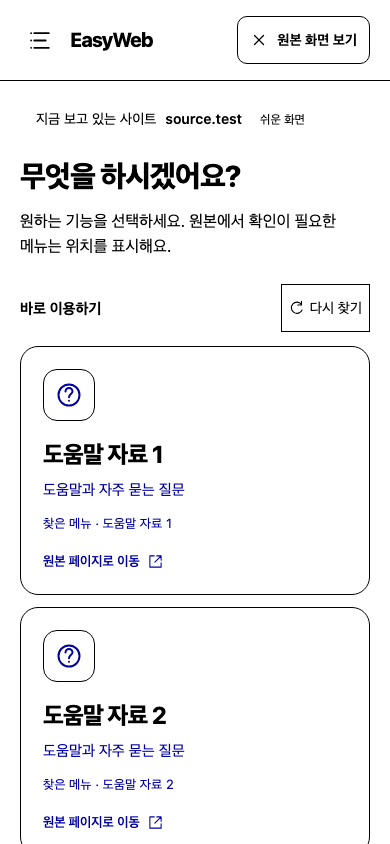 EasyWeb
원본 화면 보기
지금 보고 있는 사이트 source.test 쉬운 화면
무엇을 하시겠어요?
원하는 기능을 선택하세요. 원본에서 확인이 필요한
메뉴는 위치를 표시해요.
바로 이용하기
다시 찾기
도움말 자료 1
도움말과 자주 묻는 질문
찾은 메뉴 · 도움말 자료 1
원본 페이지로 이동
도움말 자료 2
도움말과 자주 묻는 질문
찾은 메뉴 · 도움말 자료 2
원본 페이지로 이동